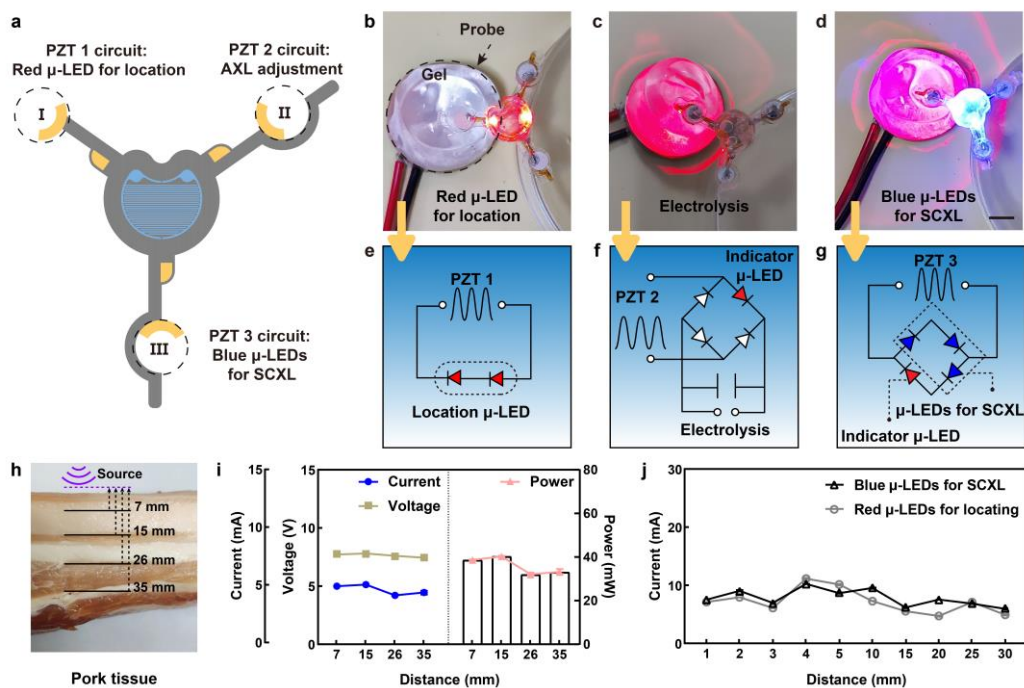 a
PZT 1 circuit:
Red μ-LED for location
PZT 2 circuit:
AXL adjustment
I
II
III
PZT 3 circuit:
Blue μ-LEDs
for SCXL
b
Probe
Gel
Red μ-LED
for location
c
Electrolysis
d
Blue μ-LEDs
for SCXL
e
PZT 1
Location μ-LED
f
Indicator
μ-LED
PZT 2
Electrolysis
g
PZT 3
μ-LEDs for SCXL
Indicator μ-LED
h
Source
7 mm
15 mm
26 mm
35 mm
Pork tissue
i
Current (mA)
15
10
5
0
Voltage (V)
15
10
5
0
Current
Voltage
Power
Power (mW)
80
60
40
20
0
7 15 26 35 7 15 26 35
Distance (mm)
j
Current (mA)
30
20
10
0
Blue μ-LEDs for SCXL
Red μ-LEDs for locating
1 2 3 4 5 10 15 20 25 30
Distance (mm)